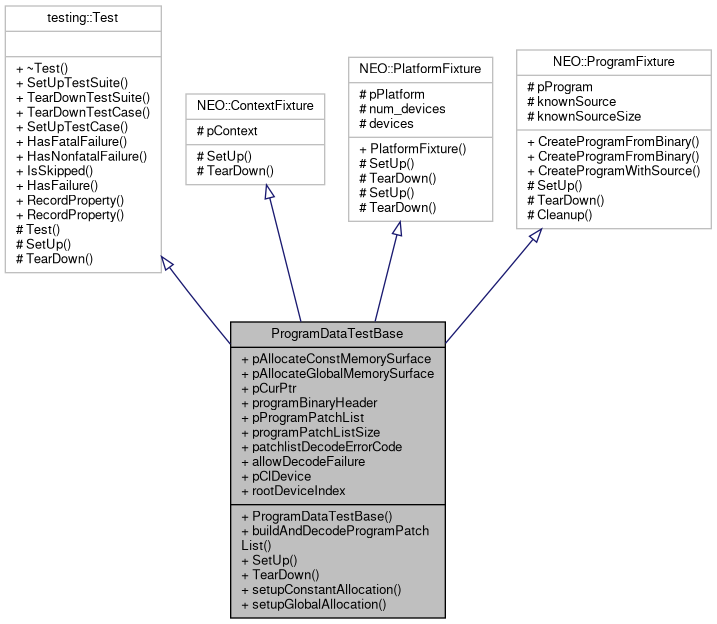 testing::Test
+ ~Test()
+ SetUpTestSuite()
+ TearDownTestSuite()
+ TearDownTestCase()
+ SetUpTestCase()
+ HasFatalFailure()
+ HasNonfatalFailure()
+ IsSkipped()
+ HasFailure()
+ RecordProperty()
+ RecordProperty()
# Test()
# SetUp()
# TearDown()
NEO::ContextFixture
# pContext
# SetUp()
# TearDown()
NEO::PlatformFixture
# pPlatform
# num_devices
# devices
+ PlatformFixture()
# SetUp()
# TearDown()
# SetUp()
# TearDown()
NEO::ProgramFixture
# pProgram
# knownSource
# knownSourceSize
+ CreateProgramFromBinary()
+ CreateProgramFromBinary()
+ CreateProgramWithSource()
# SetUp()
# TearDown()
# Cleanup()
ProgramDataTestBase
+ pAllocateConstMemorySurface
+ pAllocateGlobalMemorySurface
+ pCurPtr
+ programBinaryHeader
+ pProgramPatchList
+ programPatchListSize
+ patchlistDecodeErrorCode
+ allowDecodeFailure
+ pClDevice
+ rootDeviceIndex
+ ProgramDataTestBase()
+ buildAndDecodeProgramPatch
List()
+ SetUp()
+ TearDown()
+ setupConstantAllocation()
+ setupGlobalAllocation()